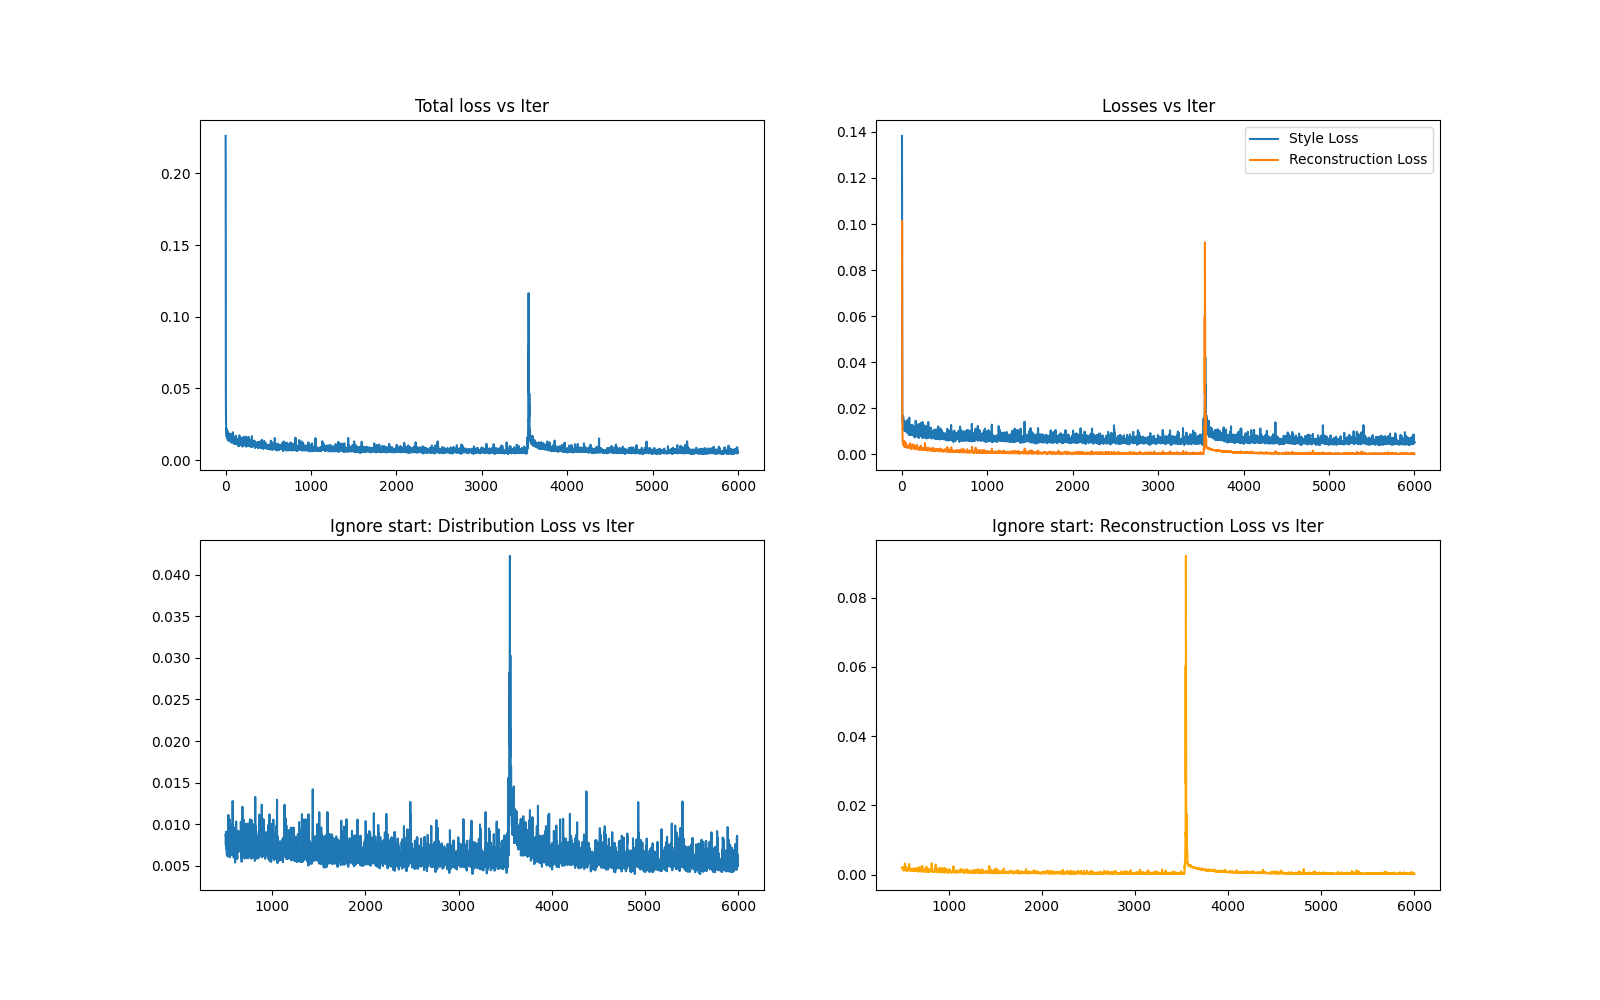 Total loss vs Iter
0.20
0.15
0.10
0.05
0.00
0 1000 2000 3000 4000 5000 6000
Losses vs Iter
Style Loss
Reconstruction Loss
0.14
0.12
0.10
0.08
0.06
0.04
0.02
0.00
0 1000 2000 3000 4000 5000 6000
Ignore start: Distribution Loss vs Iter
0.040
0.035
0.030
0.025
0.020
0.015
0.010
0.005
1000 2000 3000 4000 5000 6000
Ignore start: Reconstruction Loss vs Iter
0.08
0.06
0.04
0.02
0.00
1000 2000 3000 4000 5000 6000